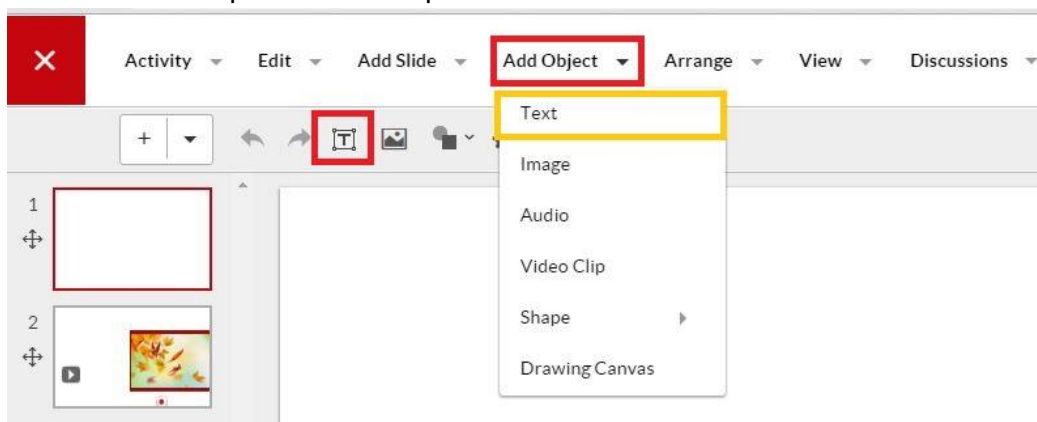 Activity Edit Add Slide Add Object Arrange View Discussions
Text
Image
1
Audio
Video Clip
2
Shape
Drawing Canvas